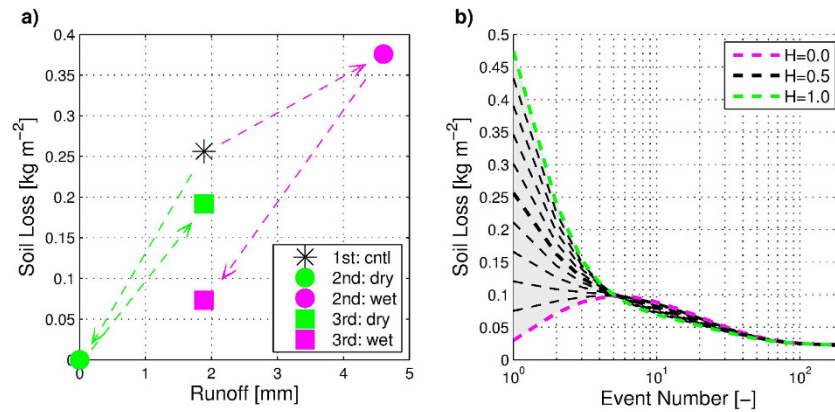 a)
Soil Loss [kg m⁻²]
0.4
0.35
0.3
0.25
0.2
0.15
0.1
0.05
0
0 1 2 3 4 5
Runoff [mm]
1st: cntl
2nd: dry
2nd: wet
3rd: dry
3rd: wet
b)
Soil Loss [kg m⁻²]
0.5
0.45
0.4
0.35
0.3
0.25
0.2
0.15
0.1
0.05
0
10⁰ 10¹ 10²
Event Number [–]
H=0.0
H=0.5
H=1.0